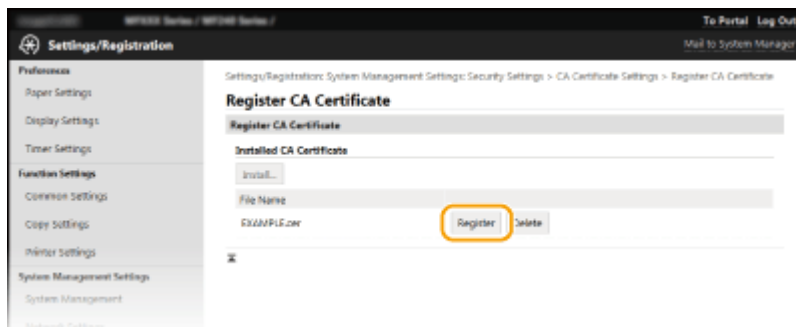 To Portal Log Out
Settings/Registration
Mail to System Manager
Preferences
Paper Settings
Display Settings
Timer Settings
Function Settings
Common Settings
Copy Settings
Printer Settings
System Management Settings
System Management
Settings/Registration: System Management Settings: Security Settings > CA Certificate Settings > Register CA Certificate
Register CA Certificate
Register CA Certificate
Installed CA Certificate
Install...
File Name
EXAMPLE.cer Register Delete